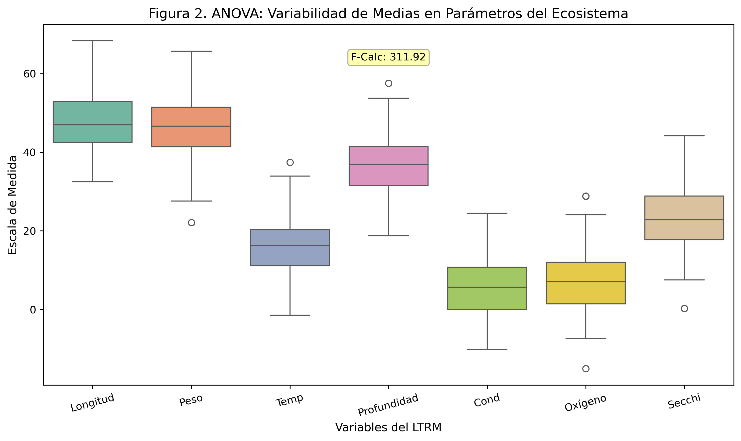 Figura 2. ANOVA: Variabilidad de Medias en Parámetros del Ecosistema
F-Calc: 311.92
Escala de Medida
60
40
20
0
Longitud
Peso
Temp
Profundidad
Cond
Oxígeno
Secchi
Variables del LTRM